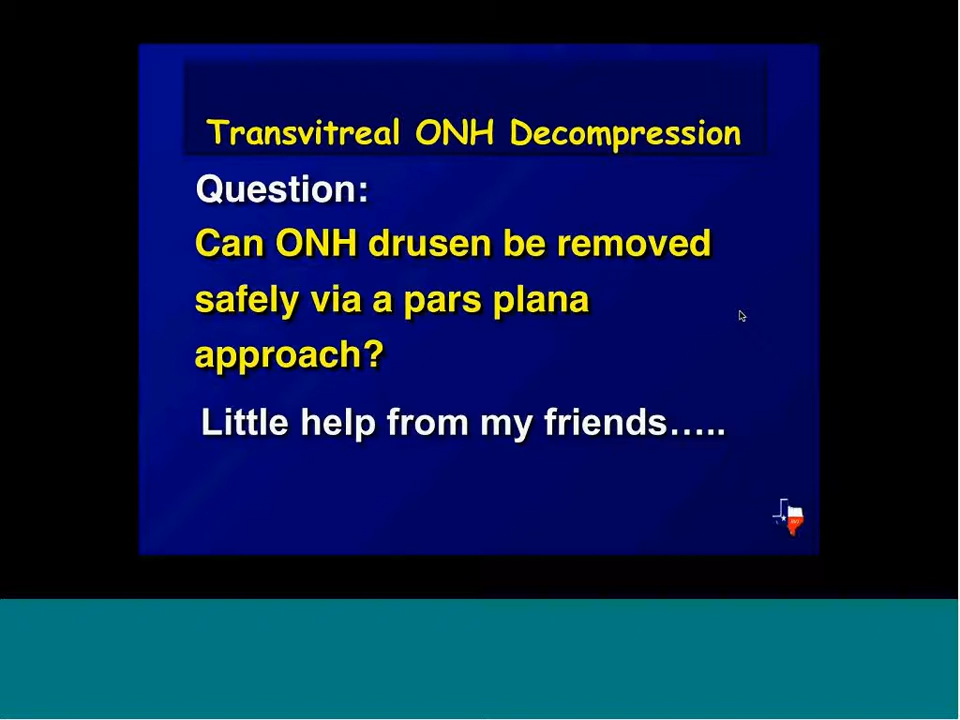 Transvitreal ONH Decompression
Question:
Can ONH drusen be removed
safely via a pars plana
approach?
Little help from my friends…..